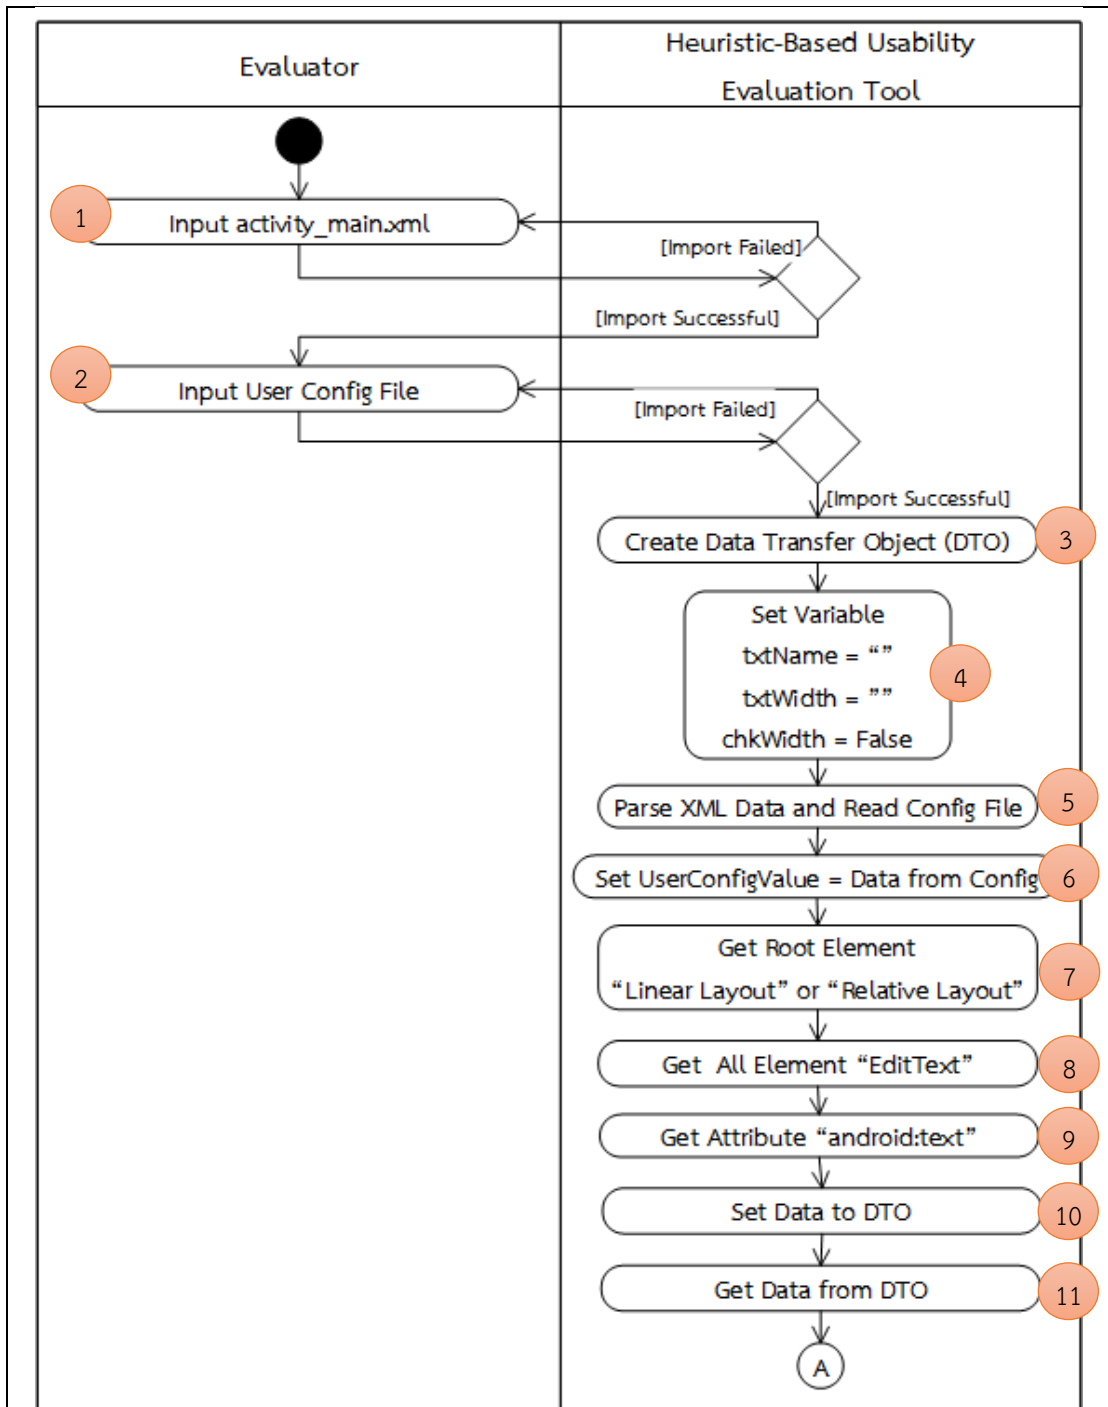 Evaluator
Heuristic-Based Usability
Evaluation Tool
1
Input activity_main.xml
[Import Failed]
[Import Successful]
2
Input User Config File
[Import Failed]
[Import Successful]
Create Data Transfer Object (DTO)
3
Set Variable
txtName = “”
txtWidth = ””
chkWidth = False
4
Parse XML Data and Read Config File
5
Set UserConfigValue = Data from Config
6
Get Root Element
“Linear Layout” or “Relative Layout”
7
Get All Element “EditText”
8
Get Attribute “android:text”
9
Set Data to DTO
10
Get Data from DTO
11
A